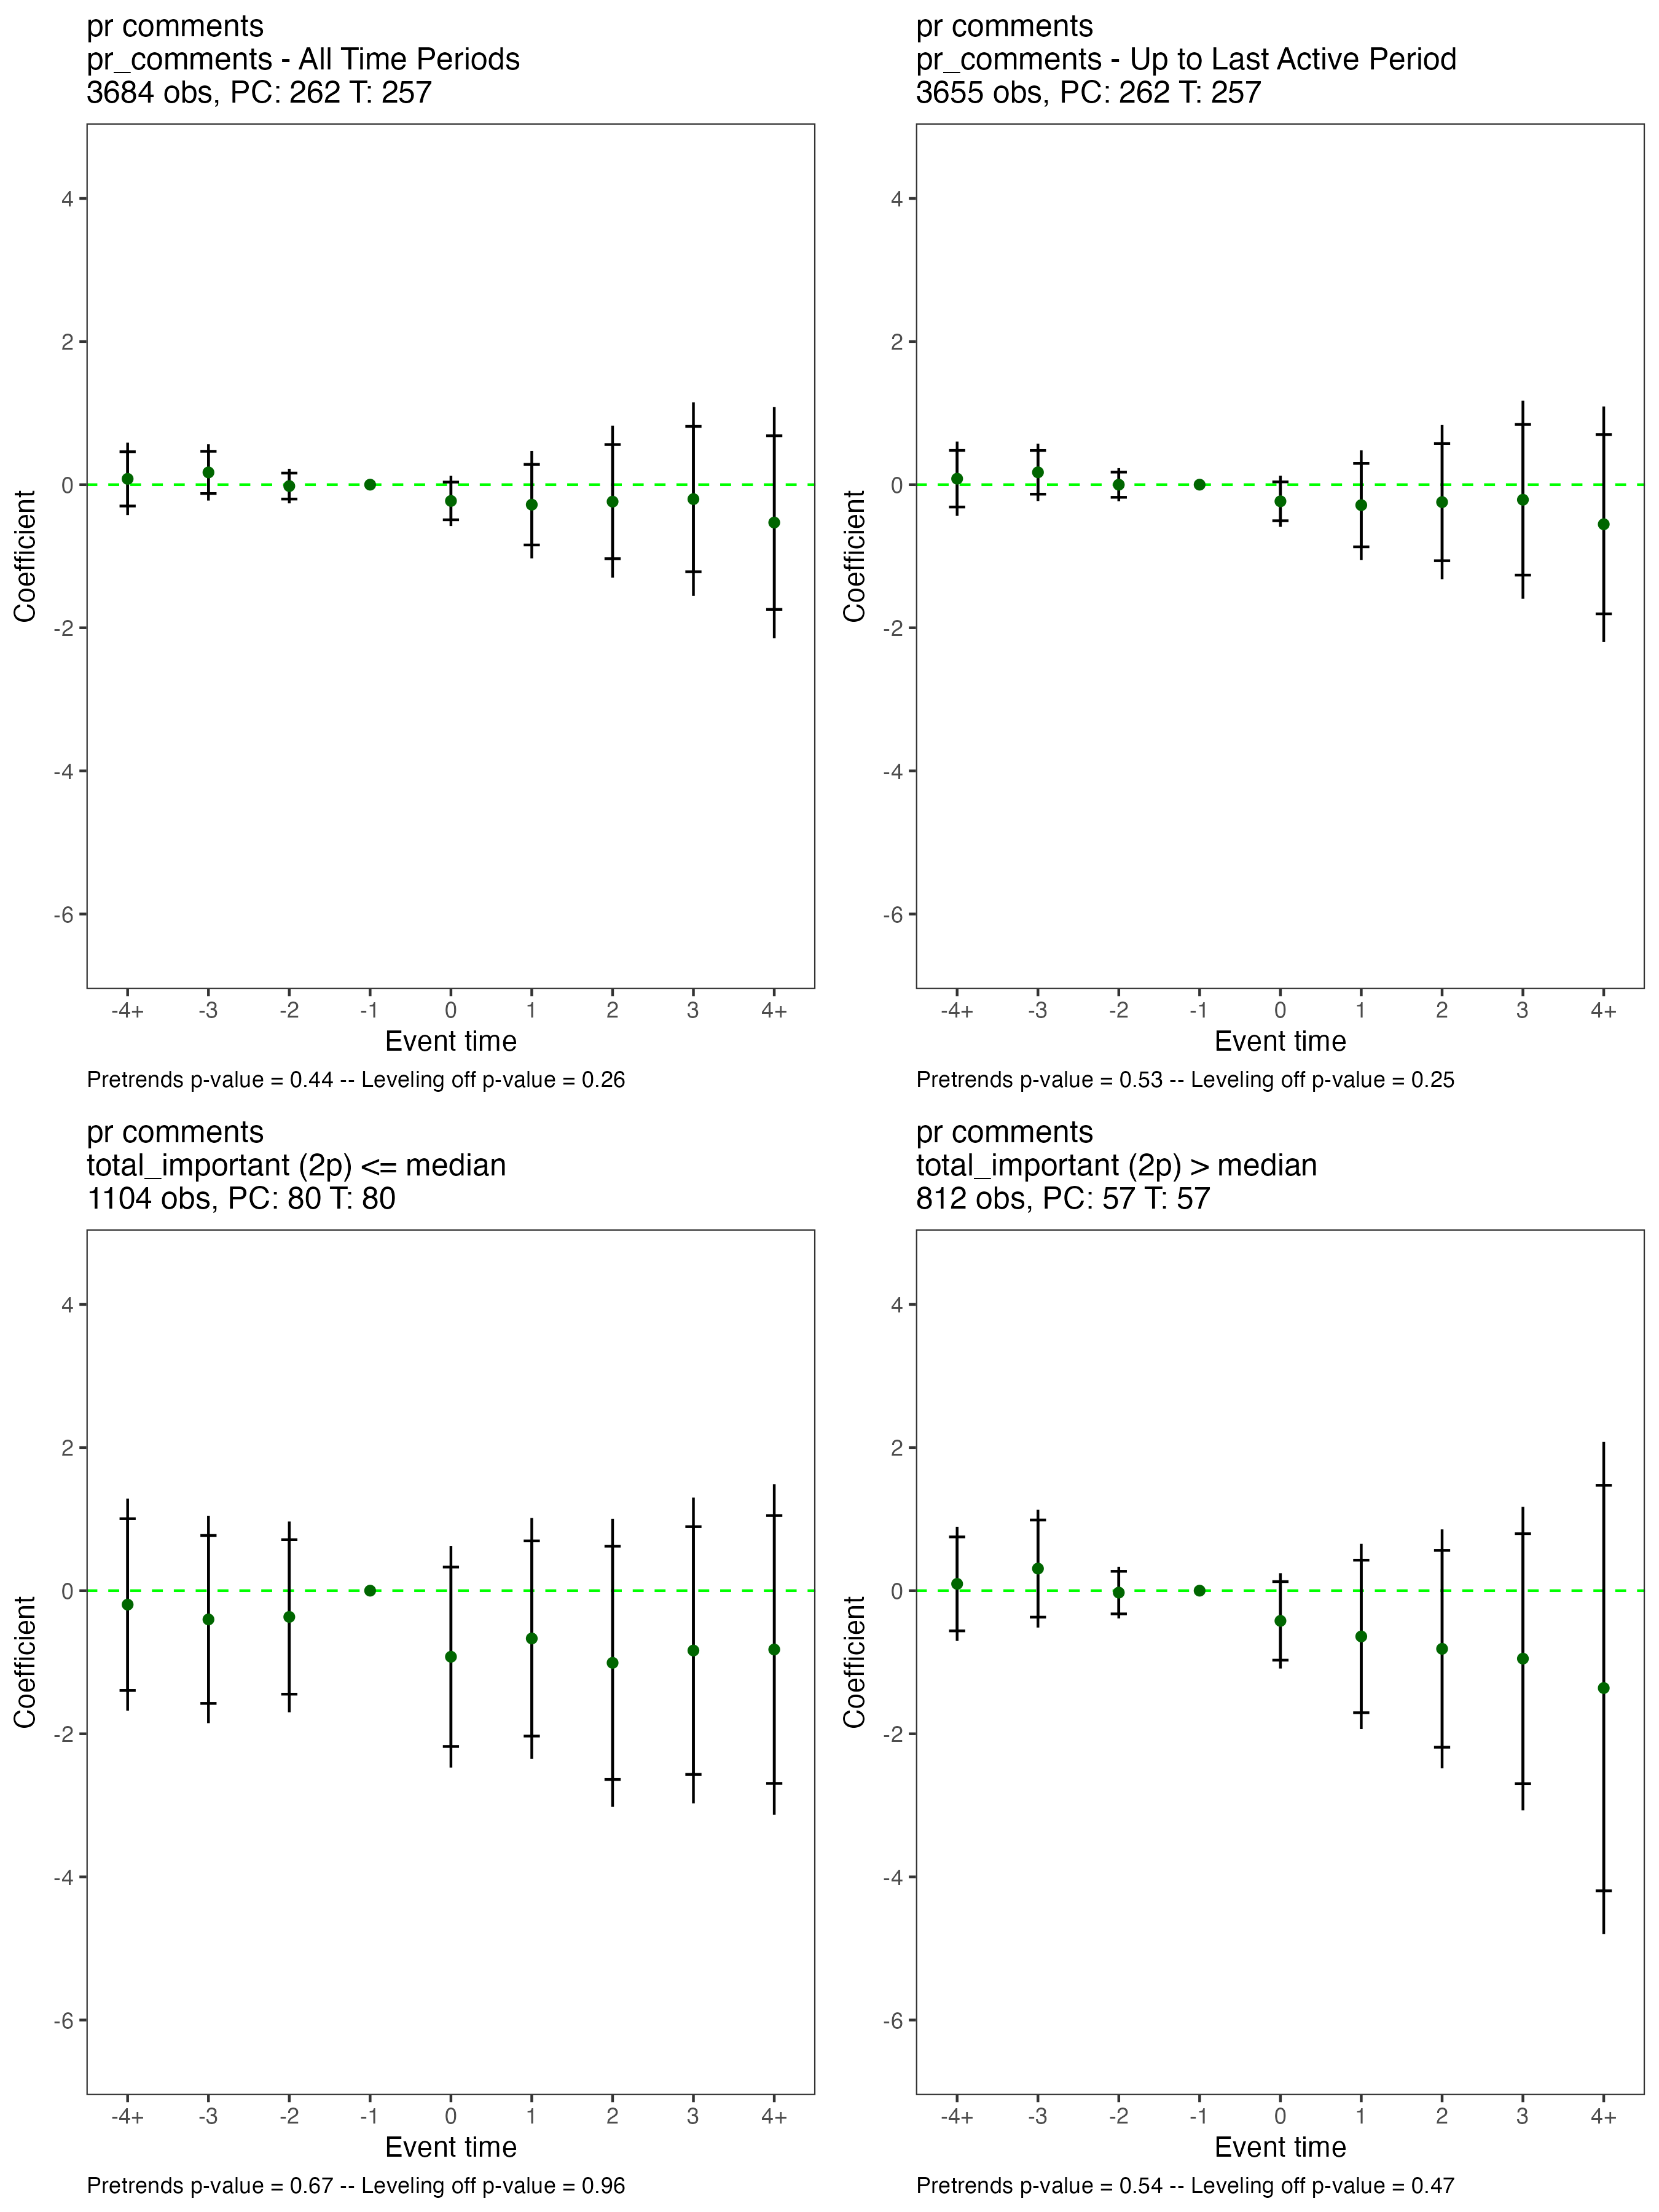 pr comments
pr_comments - All Time Periods
3684 obs, PC: 262 T: 257
4
2
0
-2
-4
-6
Coefficient
-4+ -3 -2 -1 0 1 2 3 4+
Event time
Pretrends p-value = 0.44 -- Leveling off p-value = 0.26
pr comments
pr_comments - Up to Last Active Period
3655 obs, PC: 262 T: 257
4
2
0
-2
-4
-6
Coefficient
-4+ -3 -2 -1 0 1 2 3 4+
Event time
Pretrends p-value = 0.53 -- Leveling off p-value = 0.25
pr comments
total_important (2p) <= median
1104 obs, PC: 80 T: 80
4
2
0
-2
-4
-6
Coefficient
-4+ -3 -2 -1 0 1 2 3 4+
Event time
Pretrends p-value = 0.67 -- Leveling off p-value = 0.96
pr comments
total_important (2p) > median
812 obs, PC: 57 T: 57
4
2
0
-2
-4
-6
Coefficient
-4+ -3 -2 -1 0 1 2 3 4+
Event time
Pretrends p-value = 0.54 -- Leveling off p-value = 0.47